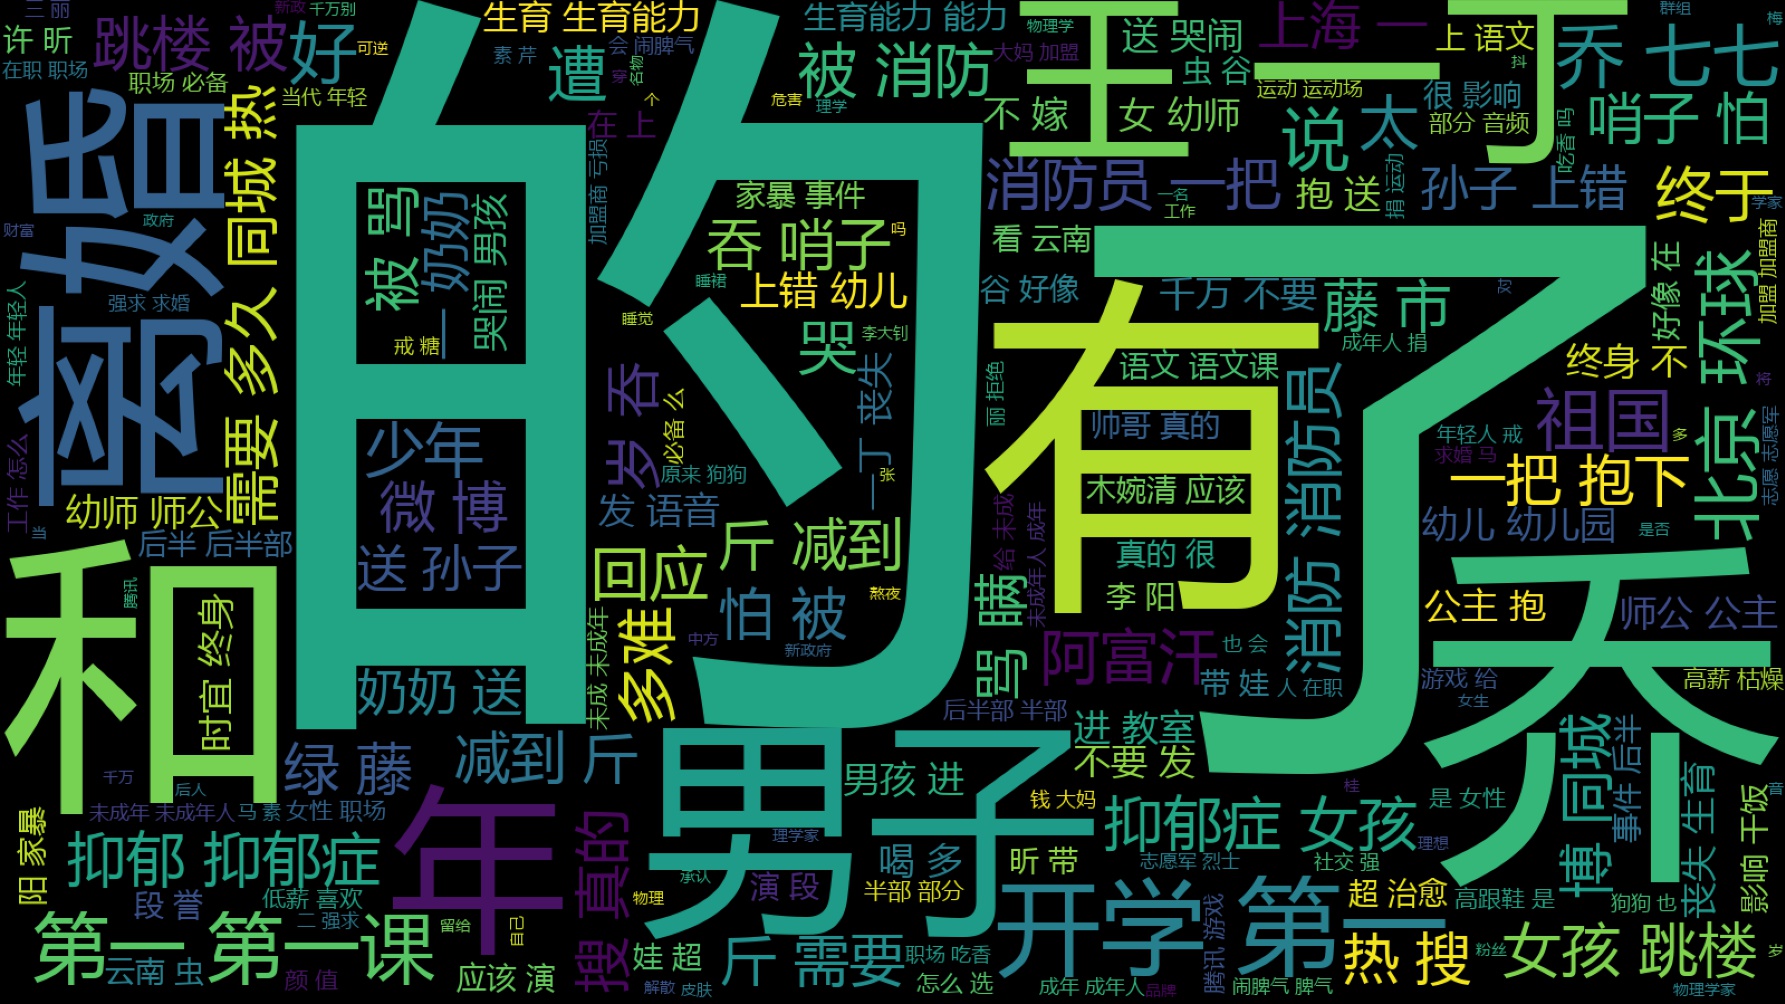 三 丽
新政
千万别
生育 生育能力
生育能力 能力
王
送 哭闹
上海 一
一丁
上 语文
群组
梅
许 昕
跳楼 被
好
可逆
素 芹
遭
会 闹脾气
名物
被 消防
大妈 加盟
物理学
虫 谷
抖
乔 七七
在职 职场
职场 必备
当代 年轻
个
危害
理学
不 嫁
女 幼师
运动 运动场
说
太
很 影响
部分 音频
吃香 吗
哨子 怕
离婚
热
同城
多久
需要
的
在 上
加盟商 亏损
消防员 一把
一名
工作
抱 送
捐 运动
孙子 上错
终于
学家
财富
政府
强求 求婚
年轻 年轻人
被 骂
一 奶奶
哭闹 男孩
戒 糖
家暴 事件
吞 哨子
吗
睡裙
上错 幼儿
睡觉
哭
李大钊
看 云南
谷 好像
千万 不要
对
藤 市
成年人 捐
好像 在
环球
加盟 加盟商
了
有
语文 语文课
丽 拒绝
终身 不
将
少年
微 博
送 孙子
岁 吞
必备 么
原来 狗狗
一丁 丧失
张
发 语音
帅哥 真的
木婉清 应该
真的 很
李 阳
消防 消防员
年轻人 戒
求婚 马
祖国
多
一把 抱下
北京
志愿 志愿军
工作 怎么
当
幼师 师公
后半 后半部
幼儿 幼儿园
是否
斤 减到
回应
怕 被
熬夜
多难
中方
新政府
给 未成
未成年人 成年
骂 瞒
阿富汗
也 会
公主 抱
师公 公主
乔
和
腾讯
时宜 终身
奶奶 送
未成 未成年
后半部 半部
带 娃
人 在职
游戏 给
女生
高薪 枯燥
千万
后人
绿 藤
减到 斤
男子
男孩 进
进 教室
不要 发
钱 大妈
桂
同城
博
事件 后半
丧失 生育
影响 干饭
未成年 未成年人
马 素
女性 职场
阳 家暴
抑郁 抑郁症
年
真的
搜
理学家
喝 多
昕 带
抑郁症 女孩
理想
是 女性
段 誉
低薪 喜欢
二 强求
物理
承认
演 段
半部 部分
志愿军 烈士
社交 强
超 治愈
高跟鞋 是
狗狗 也
第一 第一课
云南 虫
颜 值
留给
自己
应该 演
娃 超
解散
皮肤
斤 需要
职场 吃香
怎么 选
开学
第一
成年 成年人
品牌
腾讯 游戏
闹脾气 脾气
热 搜
粉丝
女孩 跳楼
岁
物理学家